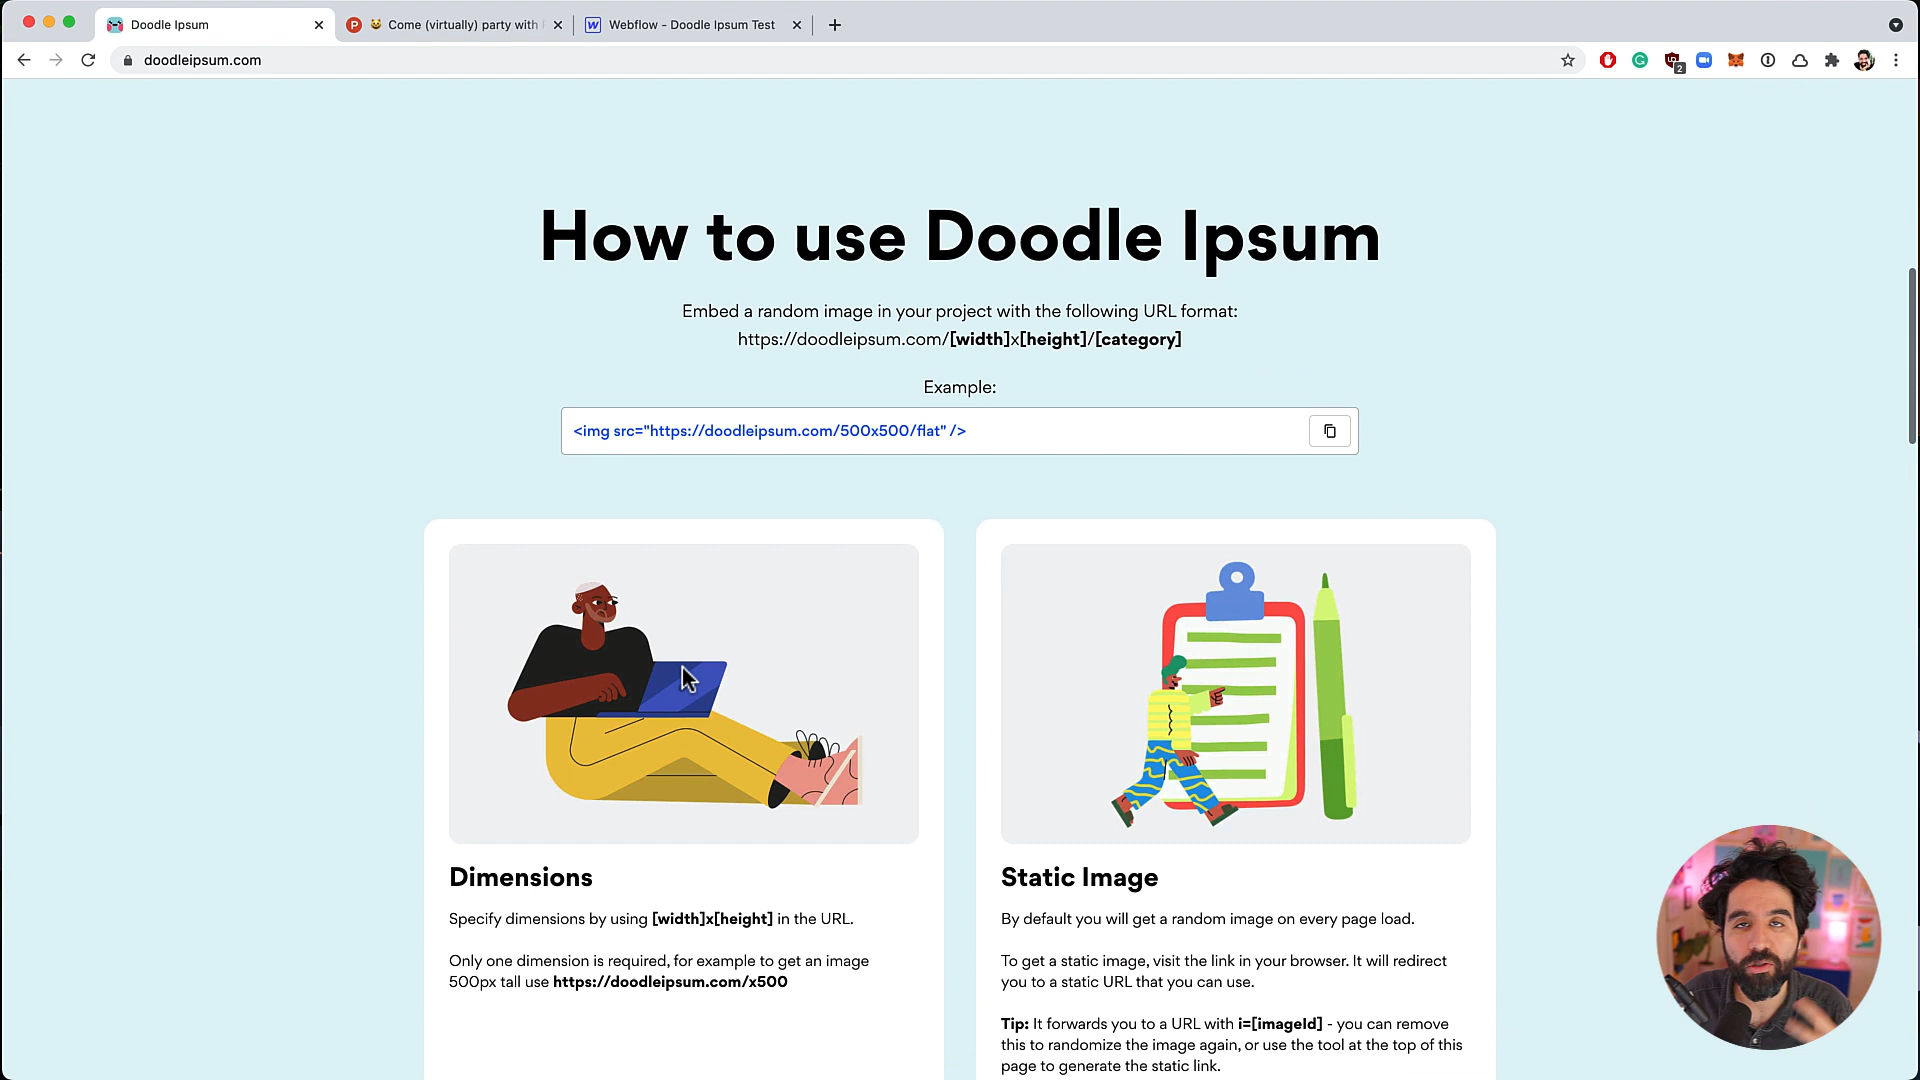 Doodle Ipsum
Come (virtually) party with
Webflow - Doodle Ipsum Test
doodleipsum.com
2
How to use Doodle Ipsum
Embed a random image in your project with the following URL format:
https://doodleipsum.com/[width]x[height]/[category]
Example:
<img src="https://doodleipsum.com/500x500/flat" />
Dimensions
Specify dimensions by using [width]x[height] in the URL.
Only one dimension is required, for example to get an image
500px tall use https://doodleipsum.com/x500
Static Image
By default you will get a random image on every page load.
To get a static image, visit the link in your browser. It will redirect
you to a static URL that you can use.
Tip: It forwards you to a URL with i=[imageId] - you can remove
this to randomize the image again, or use the tool at the top of this
page to generate the static link.